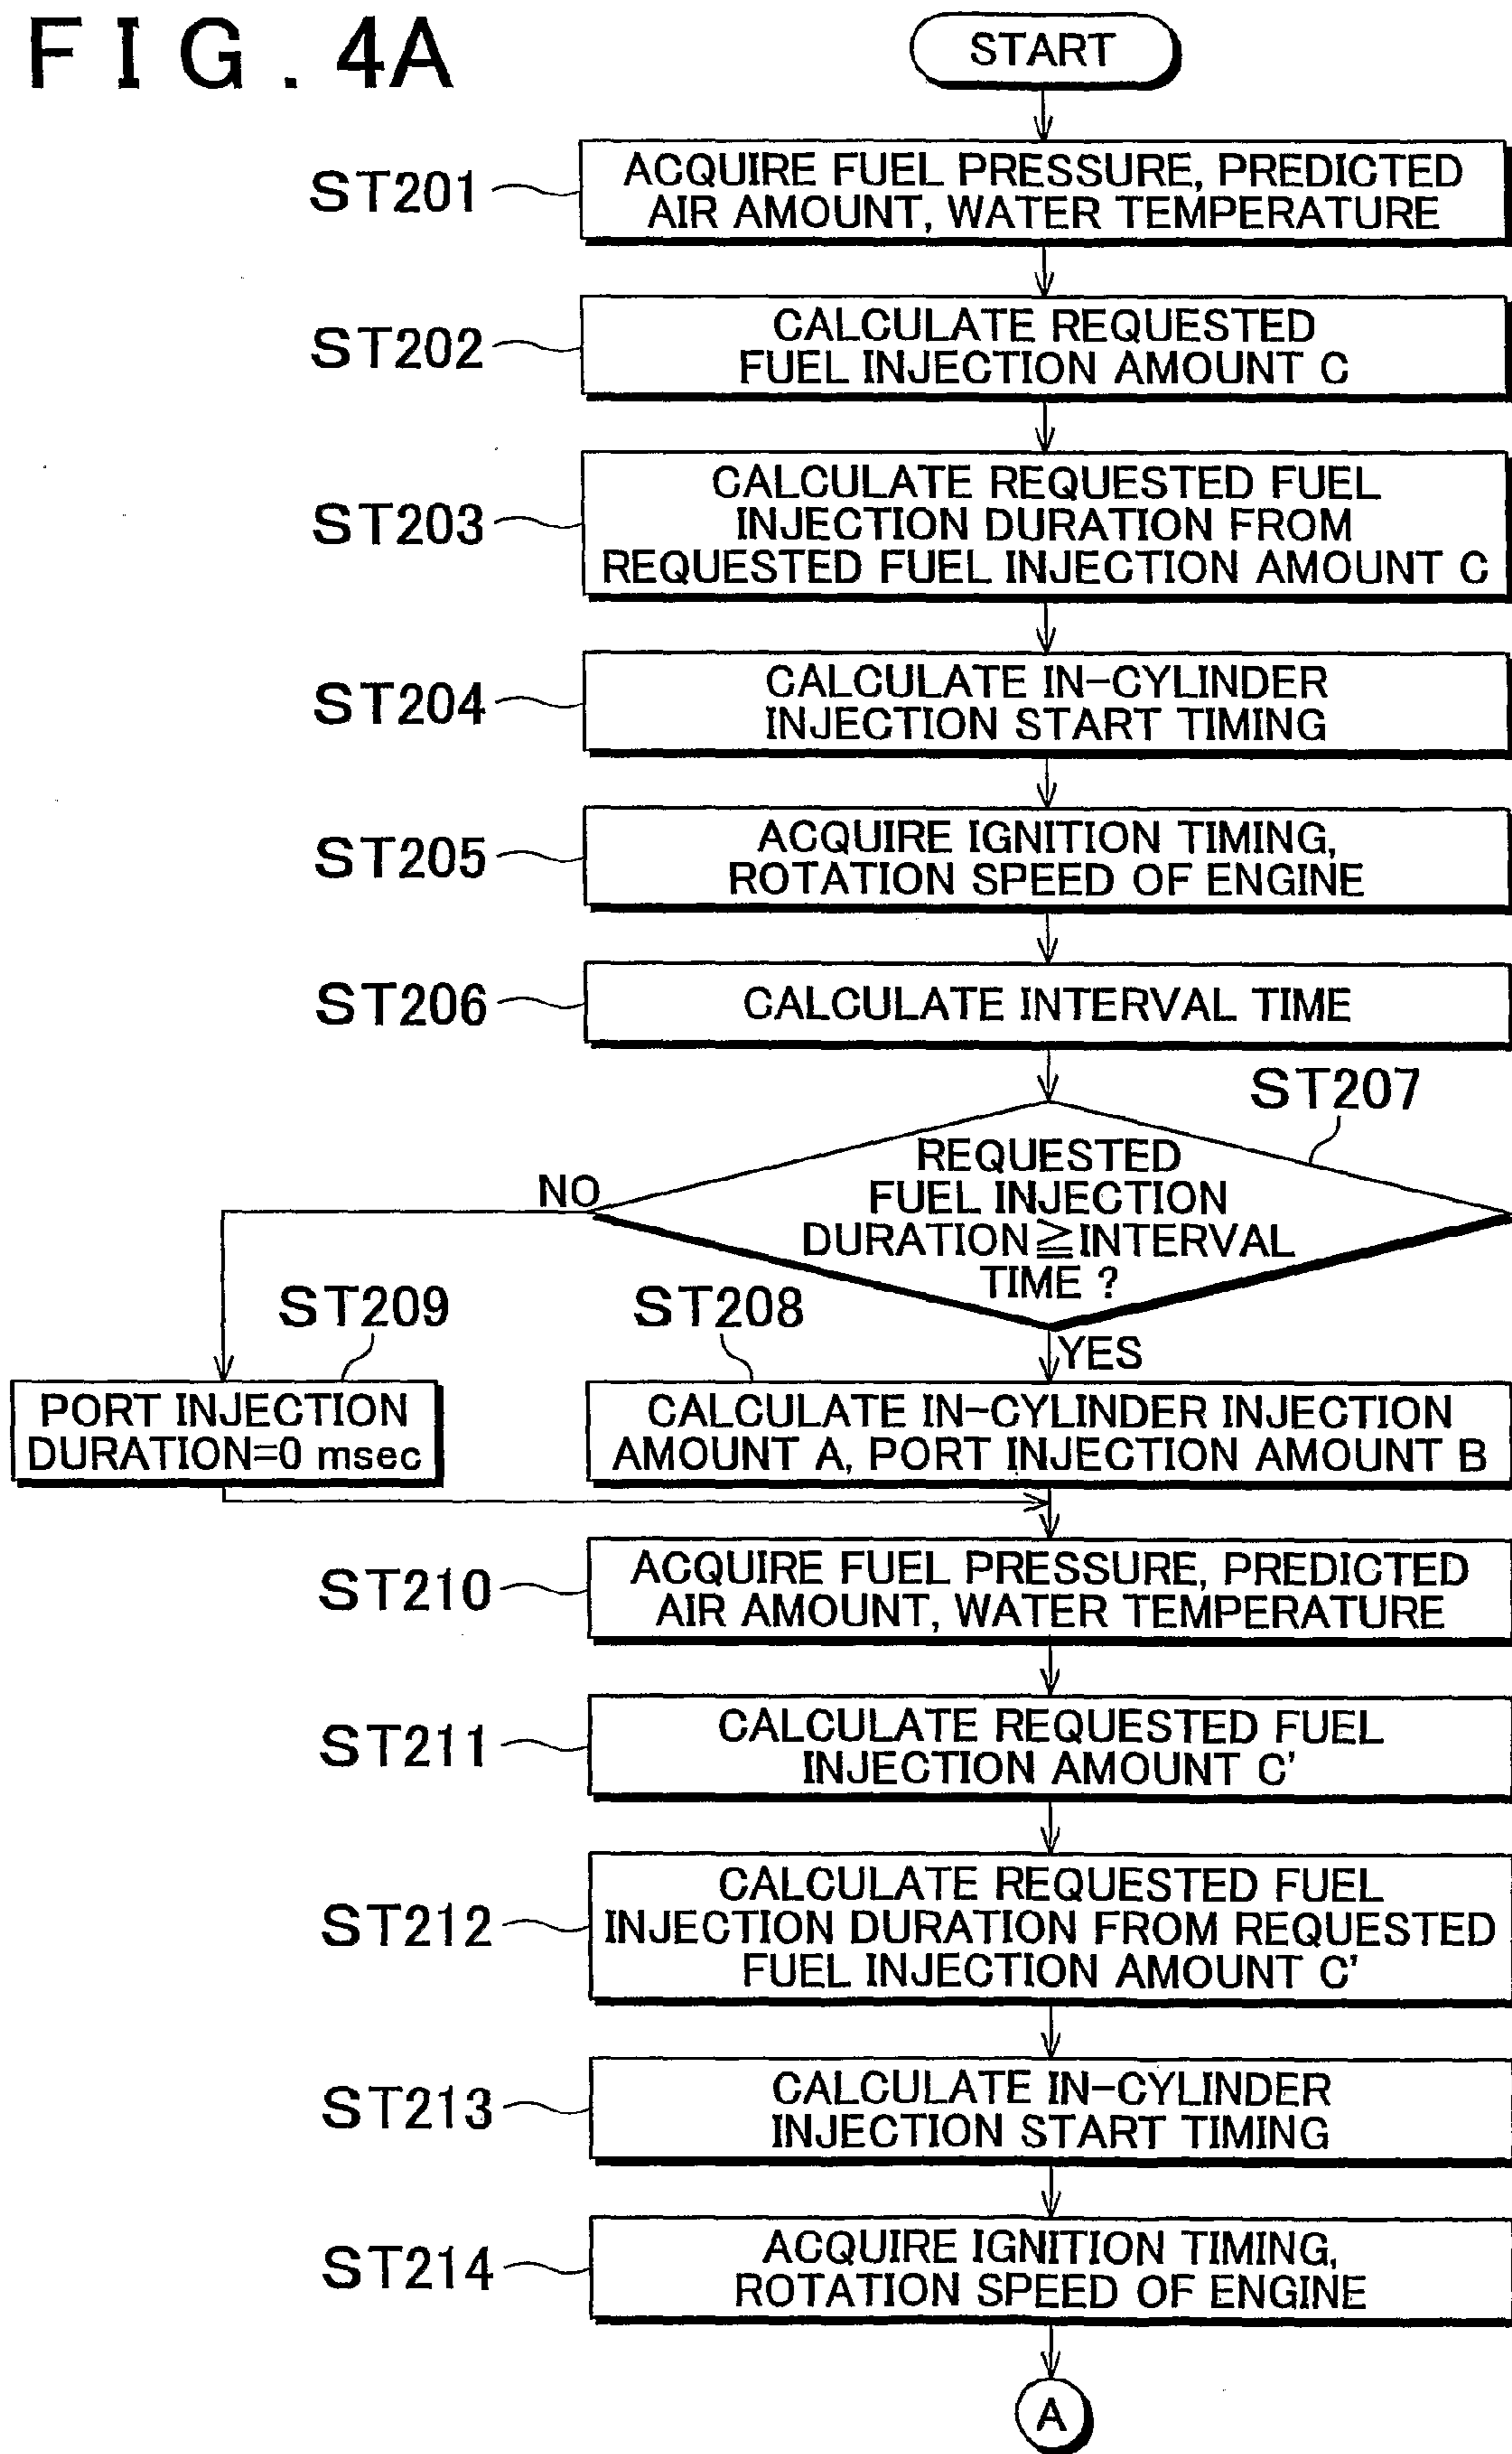 FIG. 4A
START
ST201
ACQUIRE FUEL PRESSURE, PREDICTED
AIR AMOUNT, WATER TEMPERATURE
ST202
CALCULATE REQUESTED
FUEL INJECTION AMOUNT C
ST203
CALCULATE REQUESTED FUEL
INJECTION DURATION FROM
REQUESTED FUEL INJECTION AMOUNT C
ST204
CALCULATE IN-CYLINDER
INJECTION START TIMING
ST205
ACQUIRE IGNITION TIMING,
ROTATION SPEED OF ENGINE
ST206
CALCULATE INTERVAL TIME
ST207
REQUESTED
FUEL INJECTION
DURATION≧INTERVAL
TIME ?
NO
YES
ST209
PORT INJECTION
DURATION=0 msec
ST208
CALCULATE IN-CYLINDER INJECTION
AMOUNT A, PORT INJECTION AMOUNT B
ST210
ACQUIRE FUEL PRESSURE, PREDICTED
AIR AMOUNT, WATER TEMPERATURE
ST211
CALCULATE REQUESTED FUEL
INJECTION AMOUNT C'
ST212
CALCULATE REQUESTED FUEL
INJECTION DURATION FROM REQUESTED
FUEL INJECTION AMOUNT C'
ST213
CALCULATE IN-CYLINDER
INJECTION START TIMING
ST214
ACQUIRE IGNITION TIMING,
ROTATION SPEED OF ENGINE
A